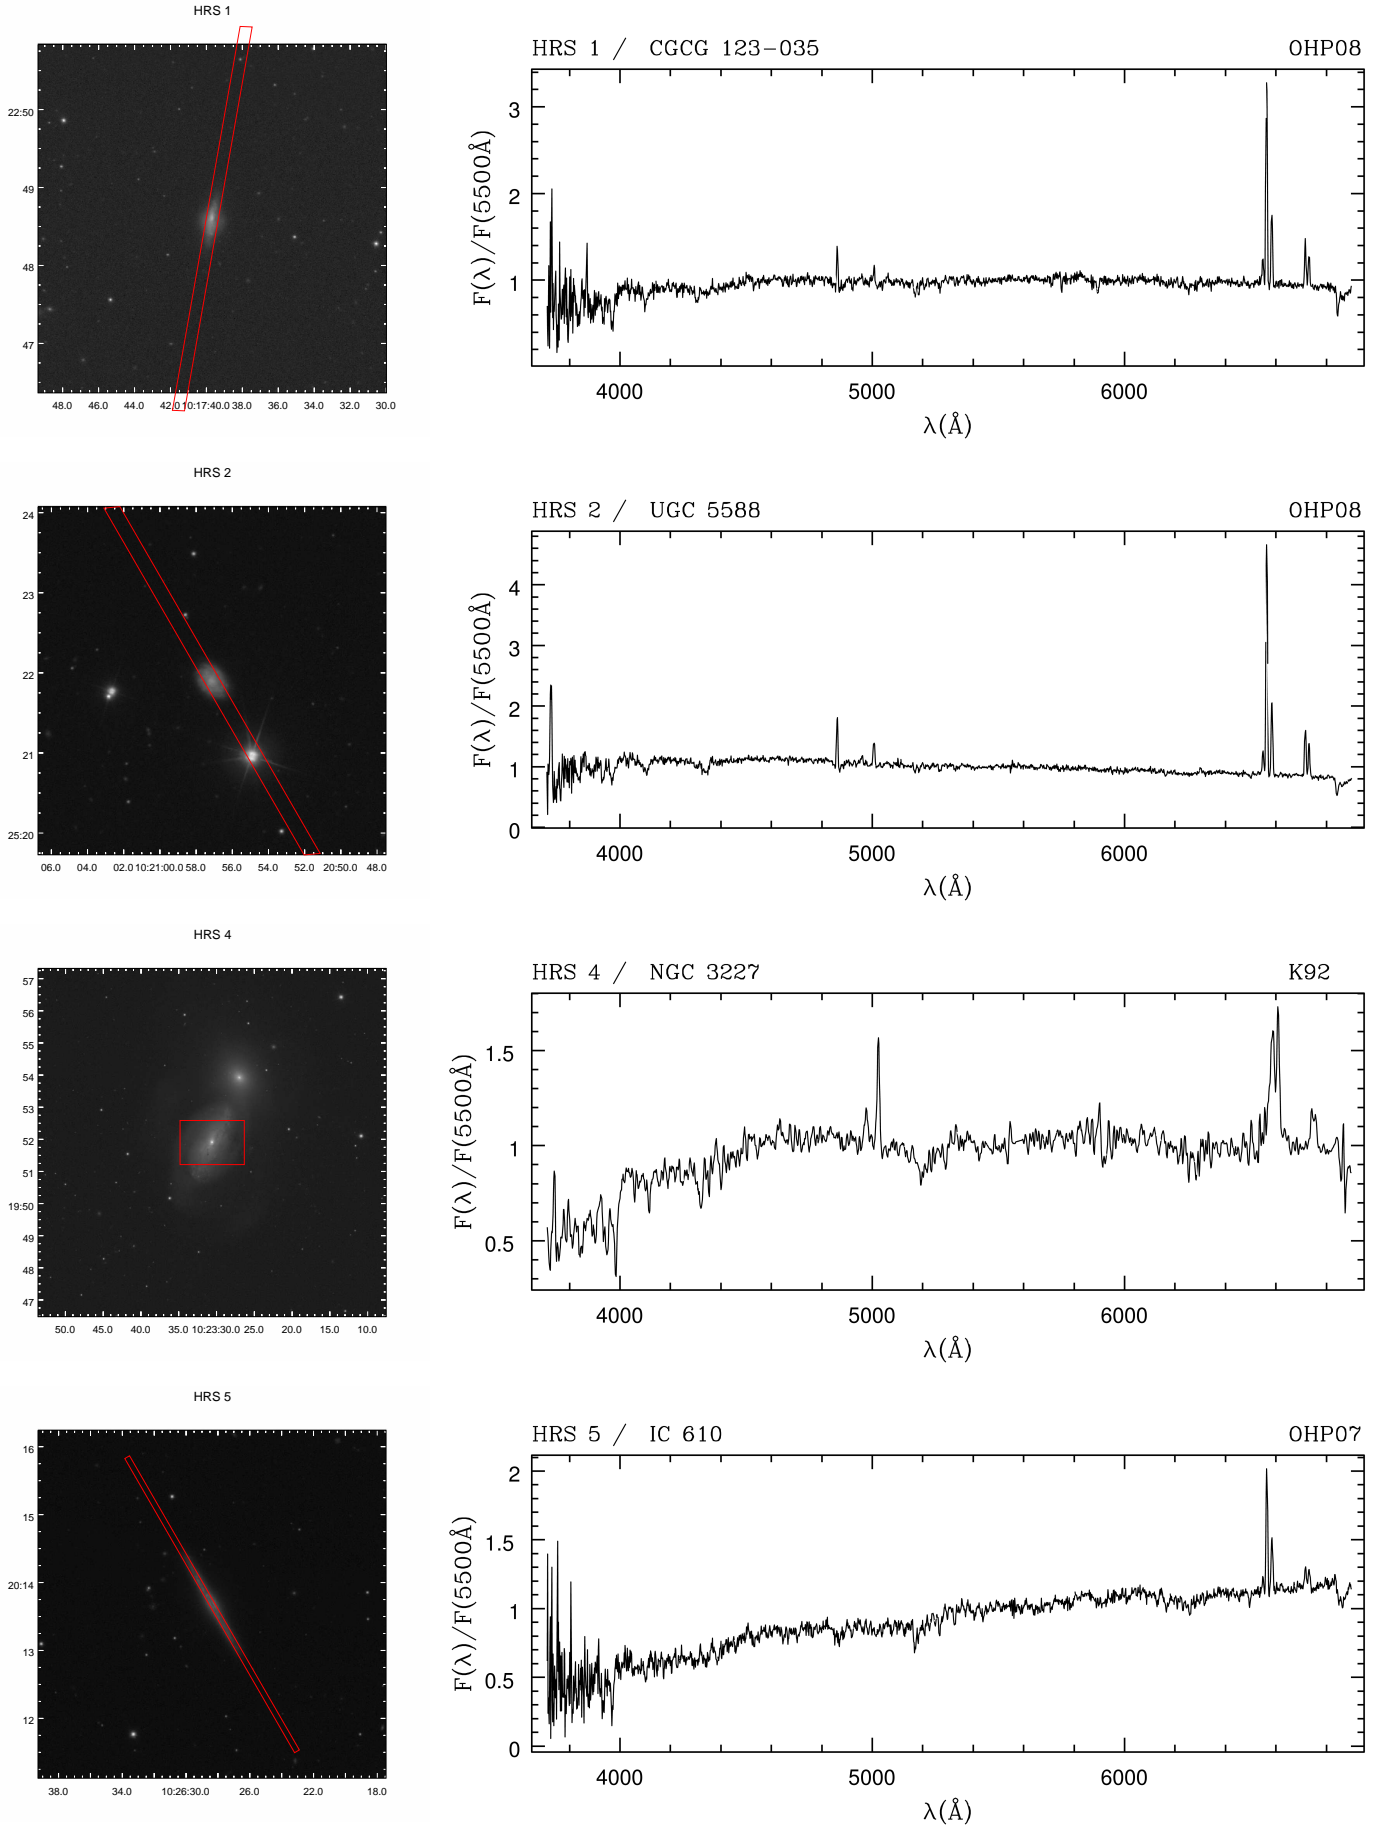 HRS 1
22:50
49
48
47
48.0 46.0 44.0 42.0 10:17:40.0 38.0 36.0 34.0 32.0 30.0
HRS 1 / CGCG 123−035 OHP08
F(λ)/F(5500Å)
3
2
1
4000 5000 6000
λ(Å)
HRS 2
24
23
22
21
25:20
06.0 04.0 02.0 10:21:00.0 58.0 56.0 54.0 52.0 20:50.0 48.0
HRS 2 / UGC 5588 OHP08
F(λ)/F(5500Å)
4
3
2
1
0
4000 5000 6000
λ(Å)
HRS 4
57
56
55
54
53
52
51
19:50
49
48
47
50.0 45.0 40.0 35.0 10:23:30.0 25.0 20.0 15.0 10.0
HRS 4 / NGC 3227 K92
F(λ)/F(5500Å)
1.5
1
0.5
4000 5000 6000
λ(Å)
HRS 5
16
15
20:14
13
12
38.0 34.0 10:26:30.0 26.0 22.0 18.0
HRS 5 / IC 610 OHP07
F(λ)/F(5500Å)
2
1.5
1
0.5
0
4000 5000 6000
λ(Å)